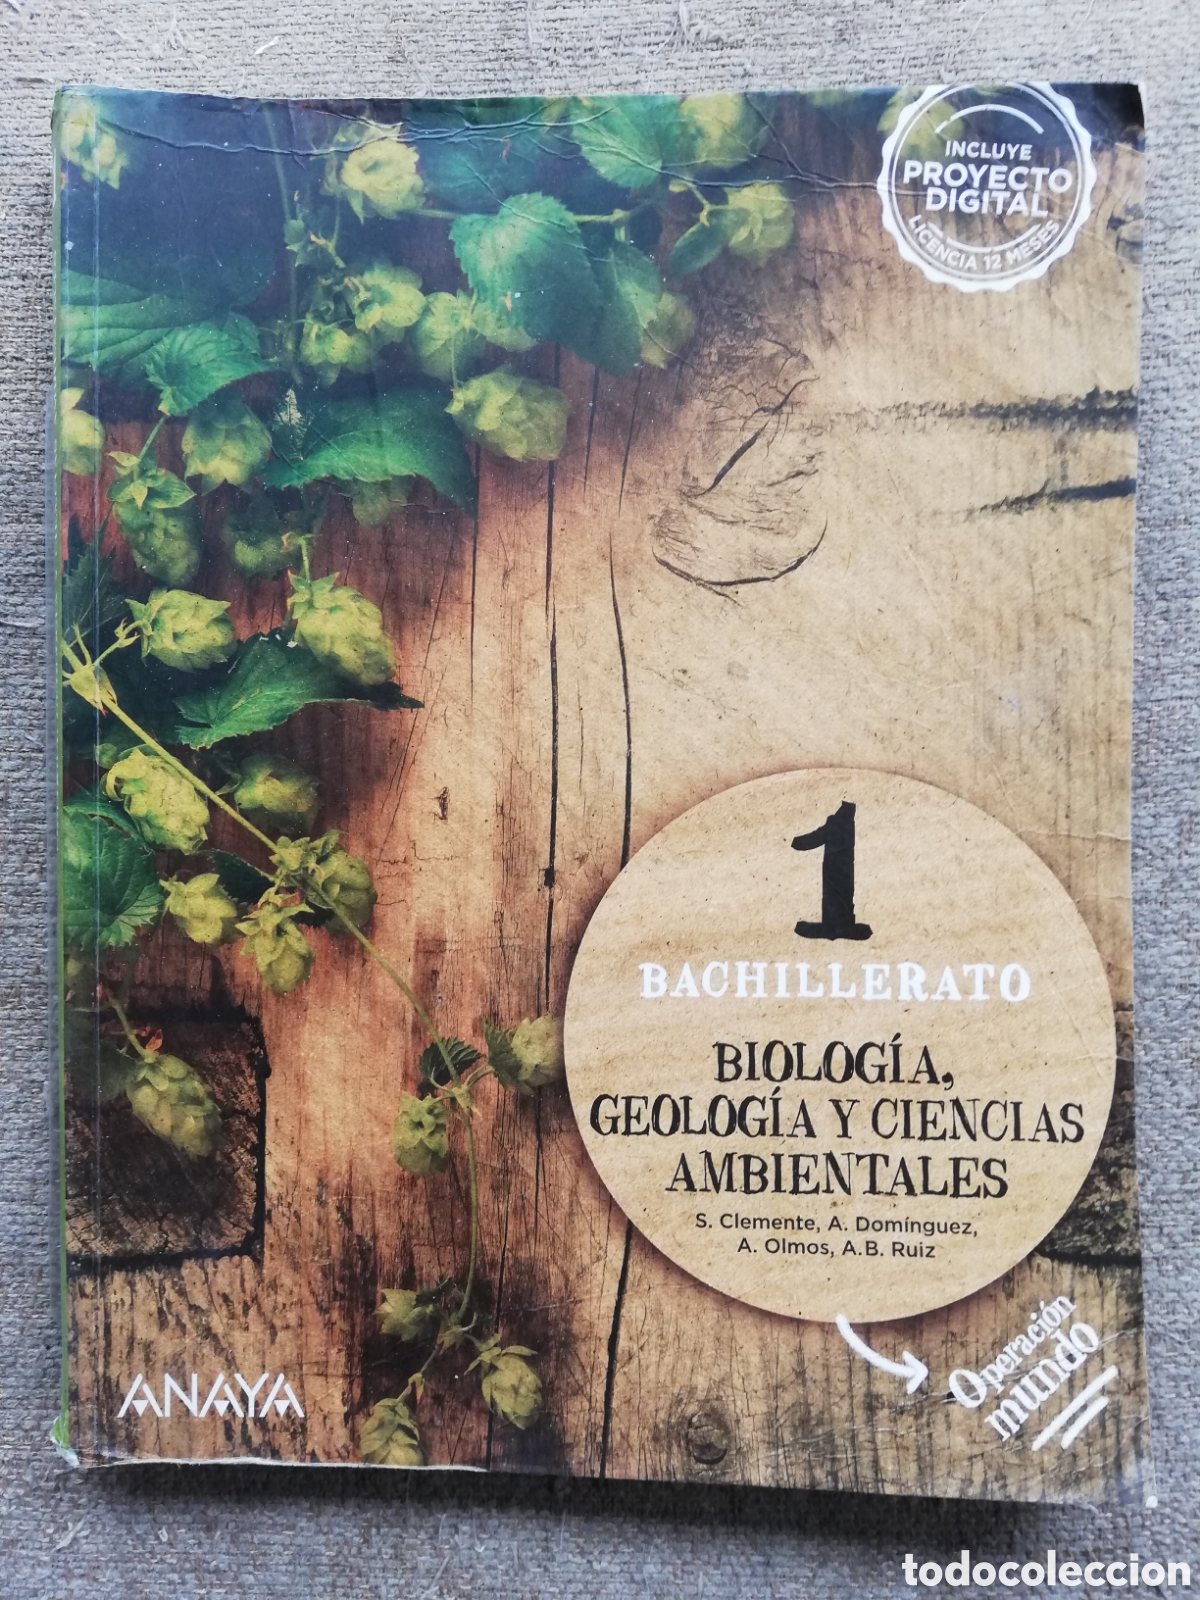 INCLUYE
PROYECTO
DIGITAL
LICENCIA 12 MESES
1
BACHILLERATO
BIOLOGÍA,
GEOLOGÍA Y CIENCIAS
AMBIENTALES
S. Clemente, A. Domínguez,
A. Olmos, A.B. Ruiz
Operación
mundo
ANAYA
todocoleccion